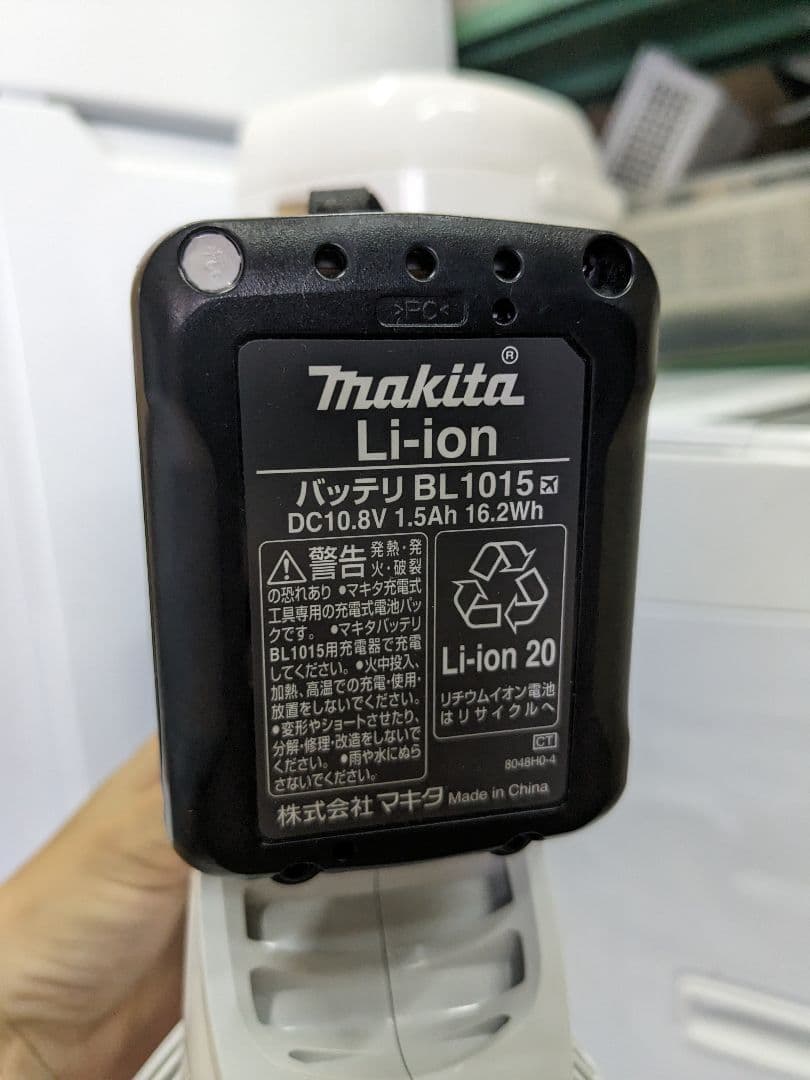 >PC<
makita®
Li-ion
バッテリ BL1015
DC10.8V 1.5Ah 16.2Wh
警告 発熱・発
火・破裂
の恐れあり ●マキタ充電式
工具専用の充電式電池パッ
クです。 ●マキタバッテリ
BL1015用充電器で充電
してください。●火中投入、
加熱、高温での充電・使用・
放置をしないでください。
●変形やショートさせたり、
分解・修理・改造をしないで
ください。 ●雨や水にぬら
さないでください。
Li-ion 20
リチウムイオン電池
はリサイクルへ
CT
8048H0-4
株式会社 マキタ Made in China